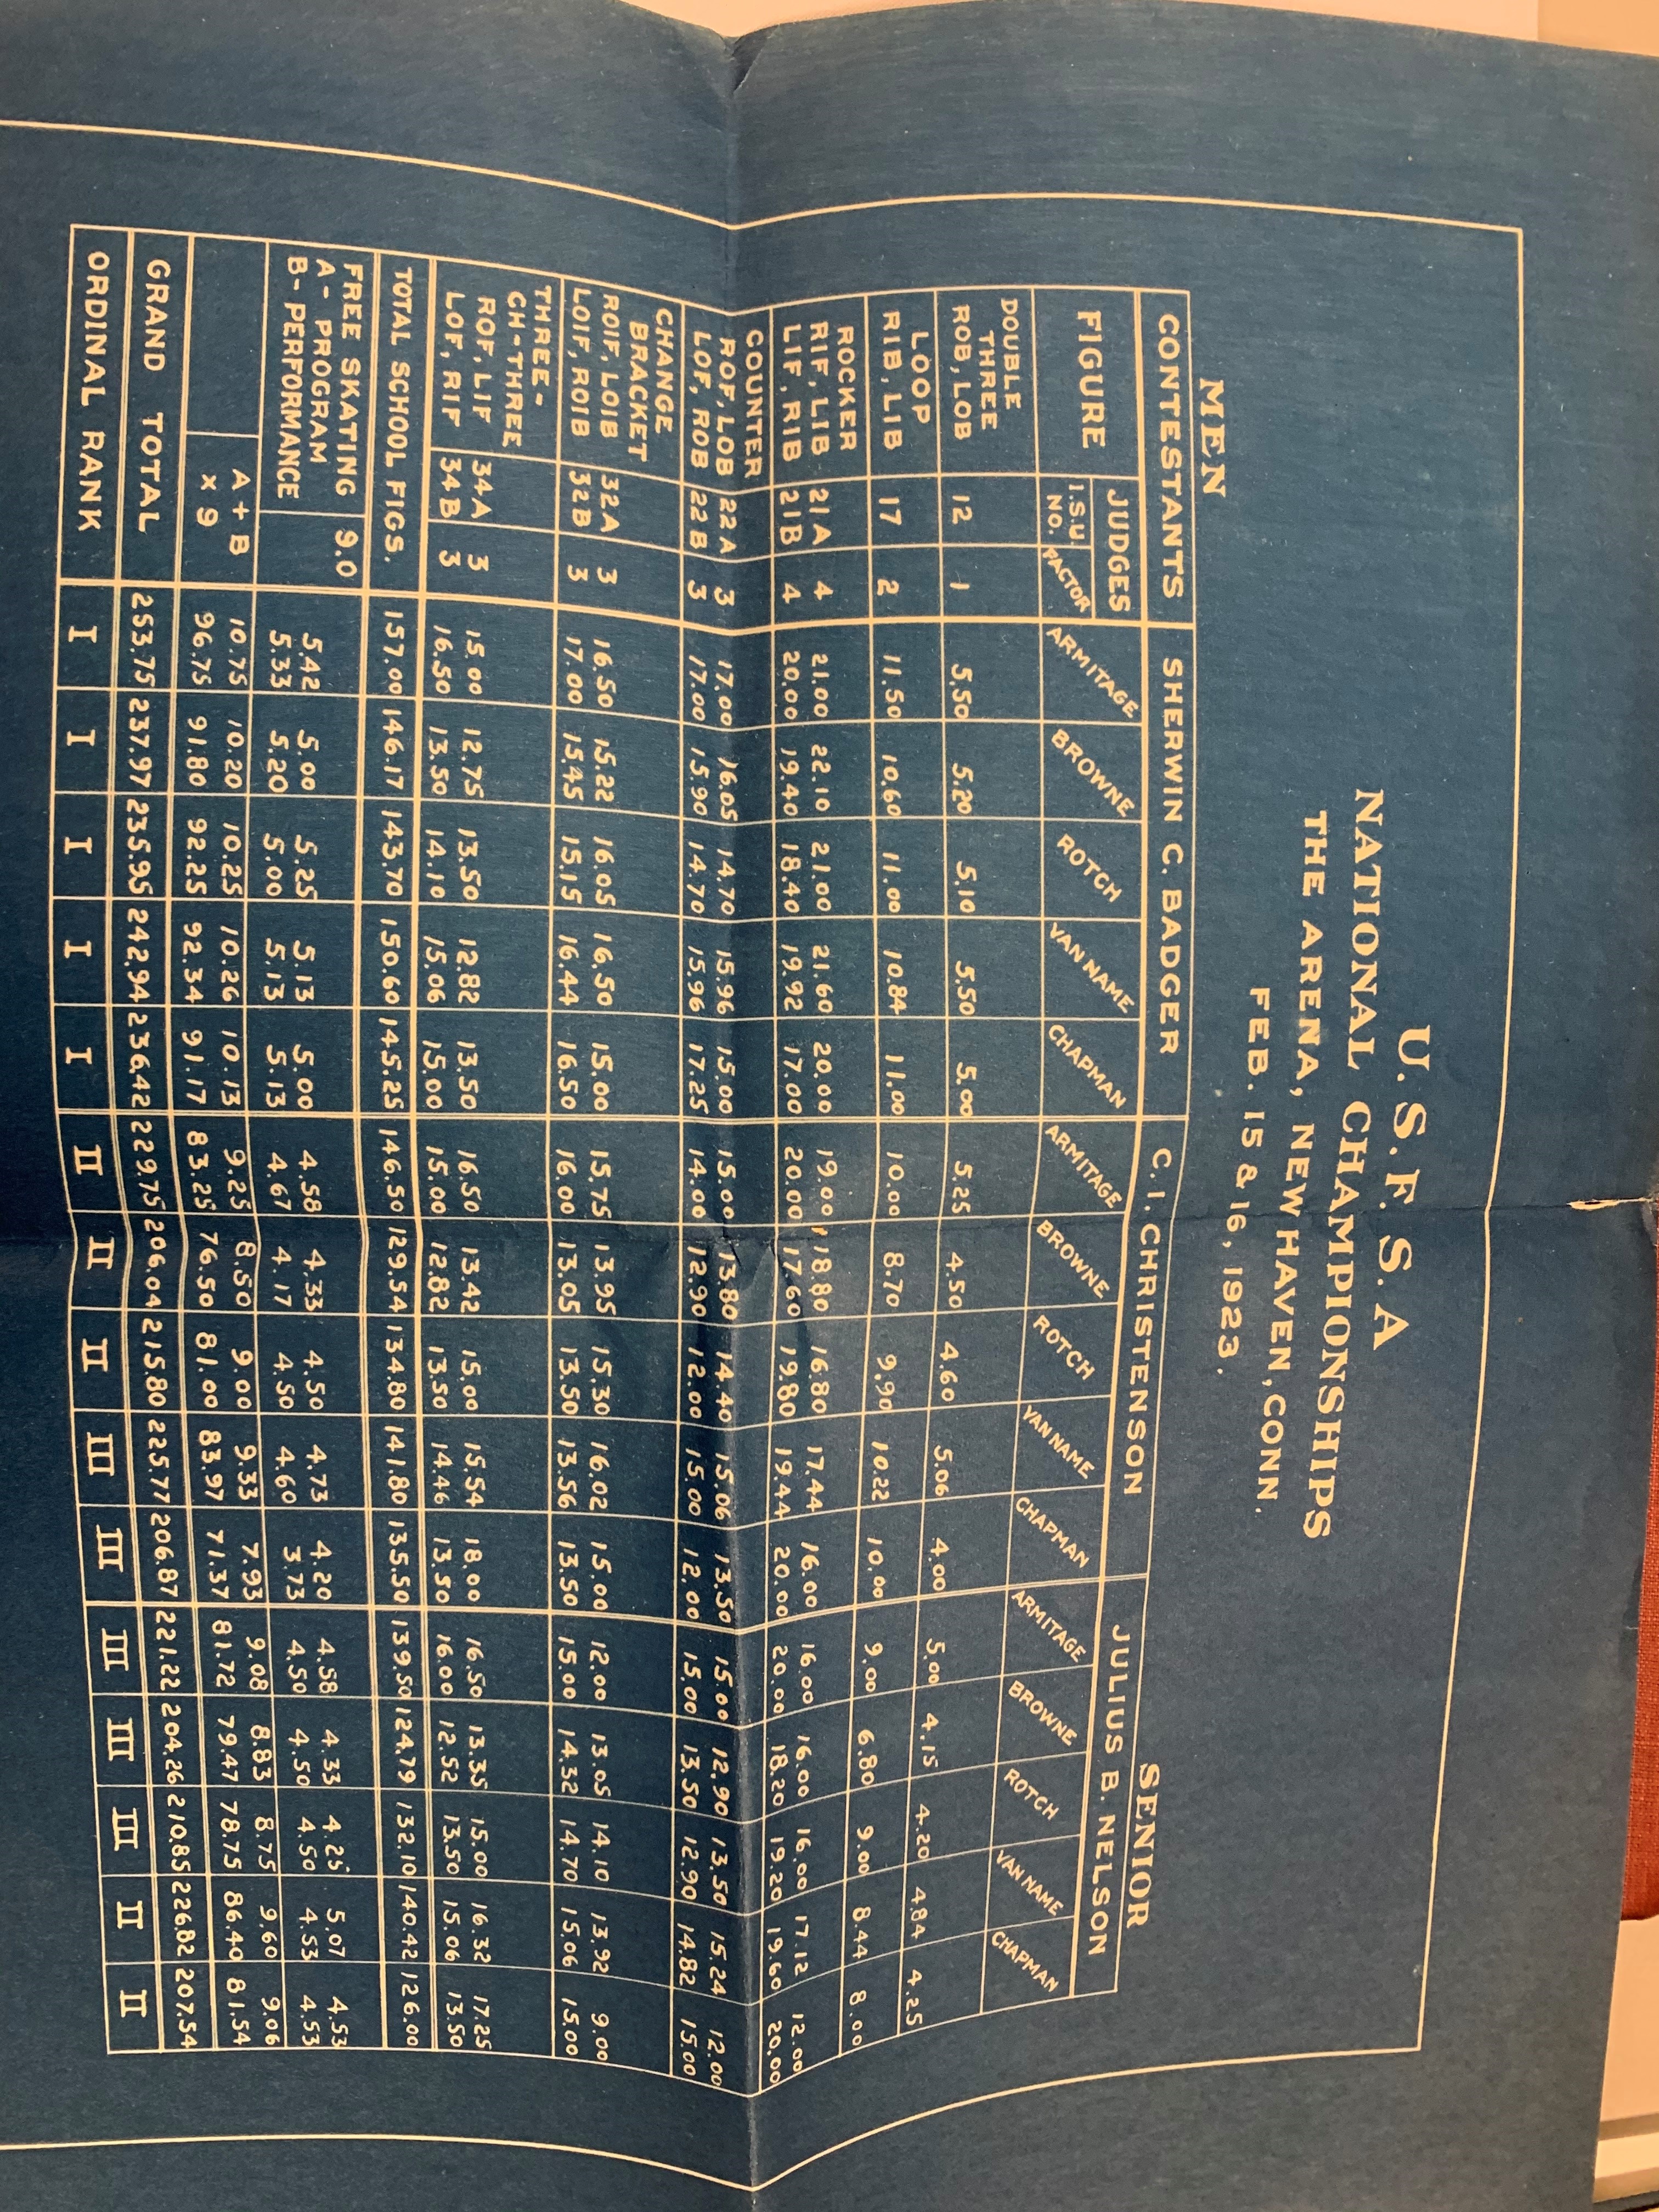 U.S.F.S.A
NATIONAL CHAMPIONSHIPS
THE ARENA, NEW HAVEN, CONN.
FEB. 15 & 16, 1923.
MEN SENIOR
CONTESTANTS SHERWIN C. BADGER C. I. CHRISTENSON JULIUS B. NELSON
JUDGES
FIGURE I.S.U NO. FACTOR ARMITAGE BROWNE ROTCH VAN NAME CHAPMAN ARMITAGE BROWNE ROTCH VAN NAME CHAPMAN ARMITAGE BROWNE ROTCH VAN NAME CHAPMAN
DOUBLE
THREE
ROB, LOB 12 1 5.50 5.20 5.10 5.50 5.00 5.25 4.50 4.60 5.06 4.00 5.00 4.15 4.20 4.84 4.25
LOOP
RIB, LIB 17 2 11.50 10.60 11.00 10.84 11.00 10.00 8.70 9.90 10.22 10.00 9.00 6.80 9.00 8.44 8.00
ROCKER
RIF, LIB 21A 4 21.00 22.10 21.00 21.60 20.00 19.00 18.80 16.80 17.44 16.00 16.00 16.00 16.00 17.12 12.00
LIF, RIB 21B 4 20.00 19.40 18.40 19.92 17.00 20.00 17.60 19.80 19.44 20.00 20.00 18.20 19.20 19.60 20.00
COUNTER
ROF, LOB 22A 3 17.00 16.05 14.70 15.96 15.00 15.00 13.80 14.40 15.06 13.50 15.00 12.90 13.50 15.24 12.00
LOF, ROB 22B 3 17.00 15.90 14.70 15.96 17.25 14.00 12.90 12.00 15.00 12.00 15.00 13.50 12.90 14.82 15.00
CHANGE
BRACKET
ROIF, LOIB 32A 3 16.50 15.22 16.05 16.50 15.00 15.75 13.95 15.30 16.02 15.00 12.00 13.05 14.10 13.92 9.00
LOIF, ROIB 32B 3 17.00 15.45 15.15 16.44 16.50 16.00 13.05 13.50 13.56 13.50 15.00 14.32 14.70 15.06 15.00
THREE-
CH-THREE
ROF, LIF 34A 3 15.00 12.75 13.50 12.82 13.50 16.50 13.42 15.00 15.54 18.00 16.50 13.35 15.00 16.32 17.25
LOF, RIF 34B 3 16.50 13.50 14.10 15.06 15.00 15.00 12.82 13.50 14.46 13.50 16.00 12.52 13.50 15.06 13.50
TOTAL SCHOOL FIGS. 157.00 146.17 143.70 150.60 145.25 146.50 129.54 134.80 141.80 135.50 139.50 124.79 132.10 140.42 126.00
FREE SKATING 9.0
A- PROGRAM 5.42 5.00 5.25 5.13 5.00 4.58 4.33 4.50 4.73 4.20 4.58 4.33 4.25 5.07 4.53
B- PERFORMANCE 5.33 5.20 5.00 5.13 5.13 4.67 4.17 4.50 4.60 3.73 4.50 4.50 4.50 4.53 4.53
A + B 10.75 10.20 10.25 10.26 10.13 9.25 8.50 9.00 9.33 7.93 9.08 8.83 8.75 9.60 9.06
x 9 96.75 91.80 92.25 92.34 91.17 83.25 76.50 81.00 83.97 71.37 81.72 79.47 78.75 86.40 81.54
GRAND TOTAL 253.75 237.97 235.95 242.94 236.42 229.75 206.04 215.80 225.77 206.87 221.22 204.26 210.85 226.82 207.54
ORDINAL RANK I I I I I II II II III III III III III II II